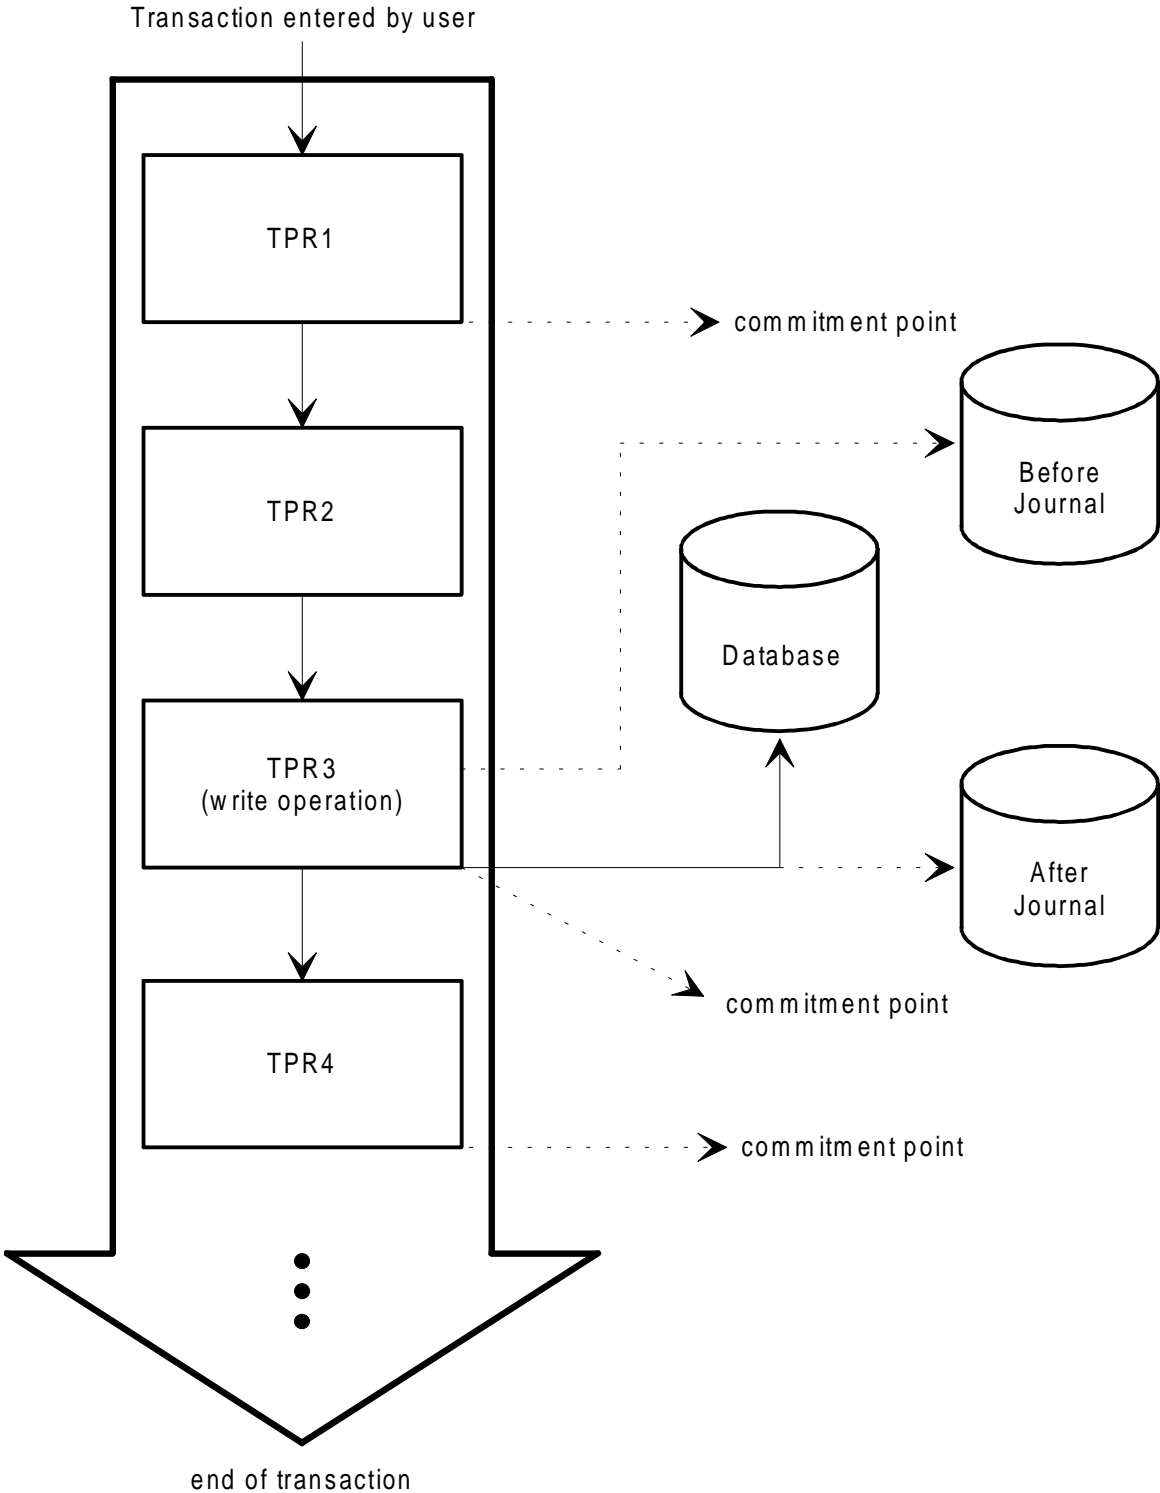 Transaction entered by user
TPR1
commitment point
Before
Journal
TPR2
Database
TPR3
(write operation)
After
Journal
commitment point
TPR4
commitment point
end of transaction